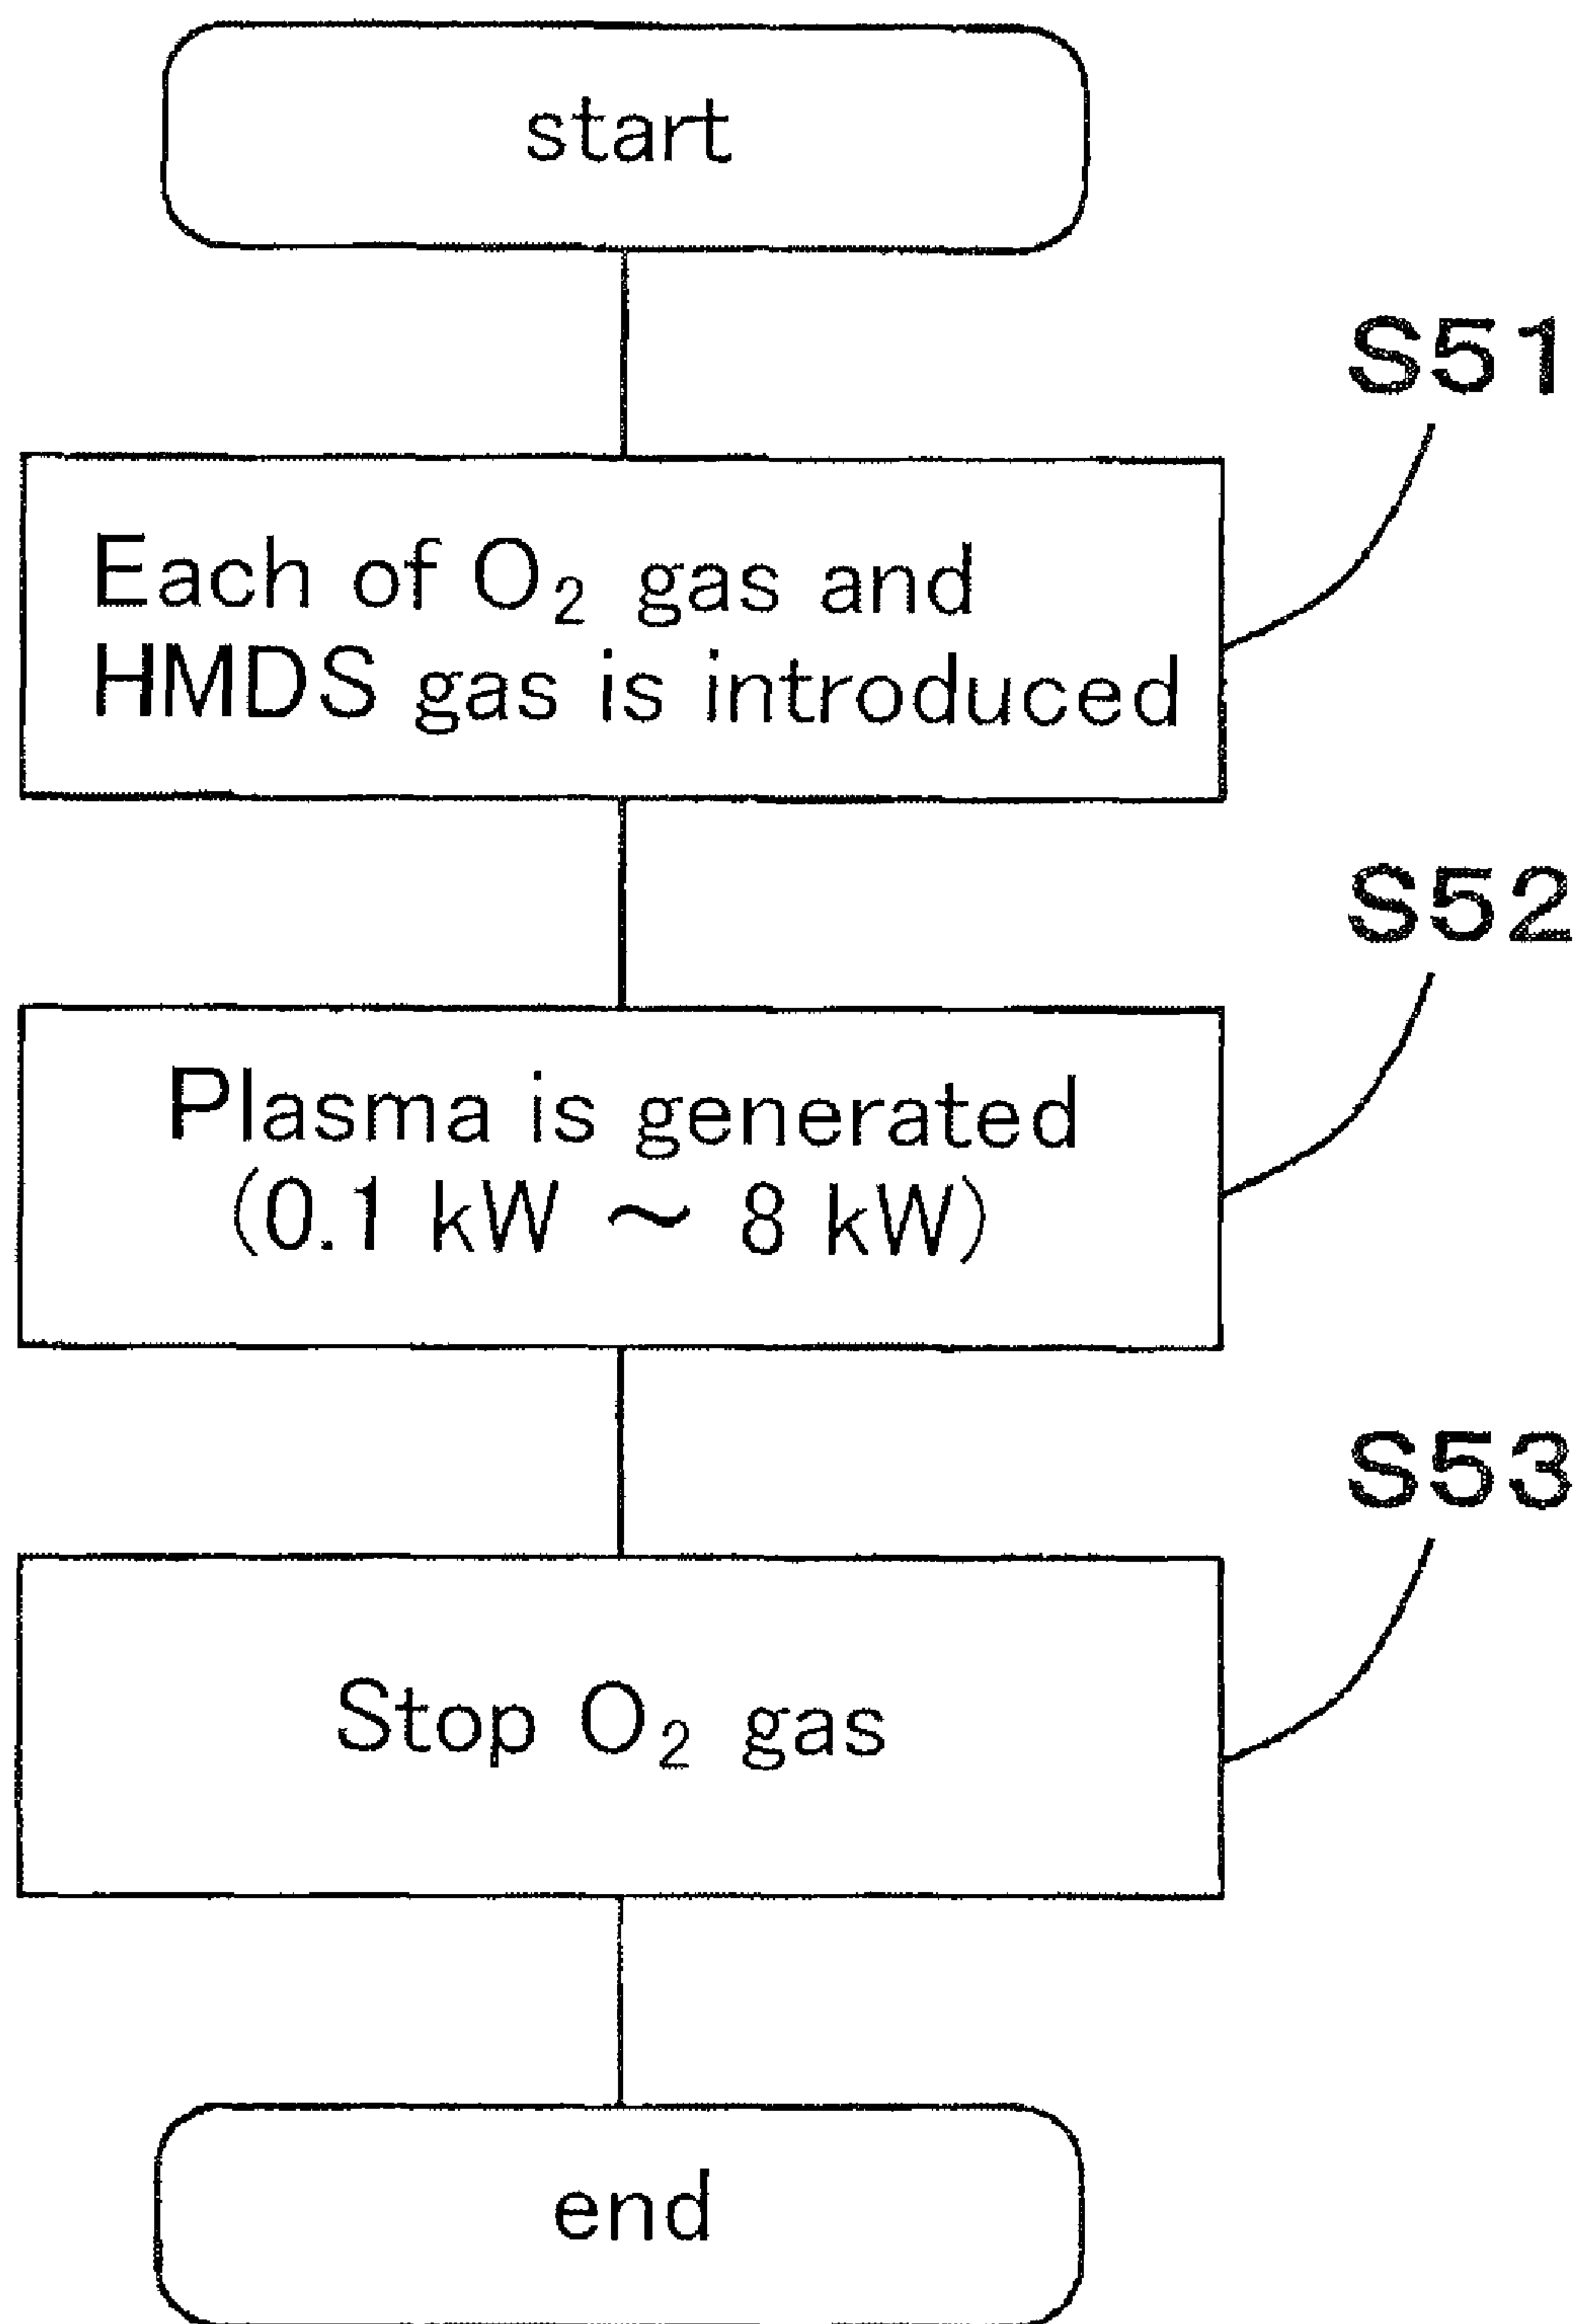 start
S51
Each of O₂ gas and
HMDS gas is introduced
S52
Plasma is generated
(0.1 kW ～ 8 kW)
S53
Stop O₂ gas
end